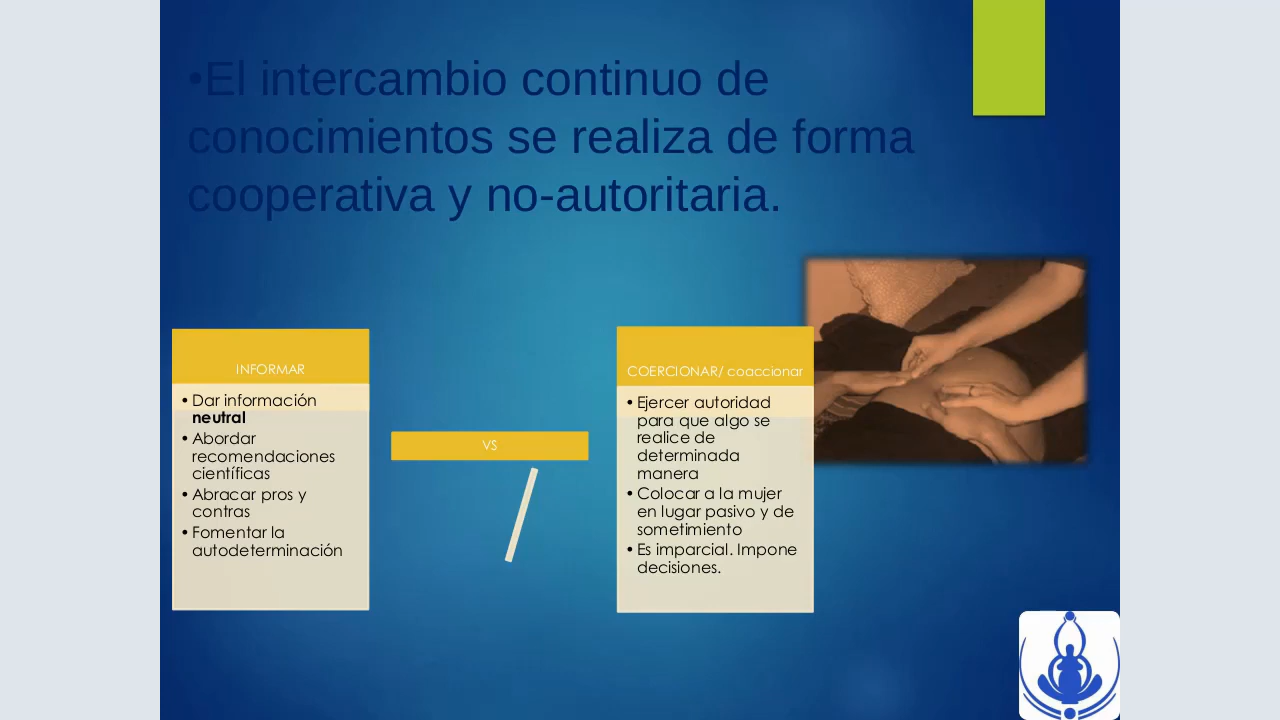 •El intercambio continuo de
conocimientos se realiza de forma
cooperativa y no-autoritaria.
INFORMAR
• Dar información
neutral
• Abordar
recomendaciones
científicas
• Abracar pros y
contras
• Fomentar la
autodeterminación
VS
COERCIONAR/ coaccionar
• Ejercer autoridad
para que algo se
realice de
determinada
manera
• Colocar a la mujer
en lugar pasivo y de
sometimiento
• Es imparcial. Impone
decisiones.